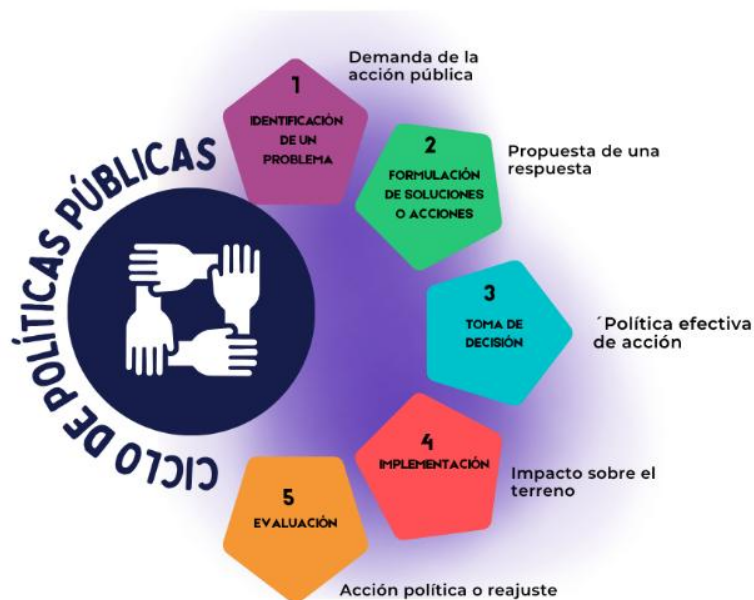 CICLO DE POLÍTICAS PÚBLICAS
1
IDENTIFICACIÓN
DE UN
PROBLEMA
Demanda de la
acción pública
2
FORMULACIÓN
DE SOLUCIONES
O ACCIONES
Propuesta de una
respuesta
3
TOMA DE
DECISIÓN
´Política efectiva
de acción
4
IMPLEMENTACIÓN
Impacto sobre el
terreno
5
EVALUACIÓN
Acción política o reajuste